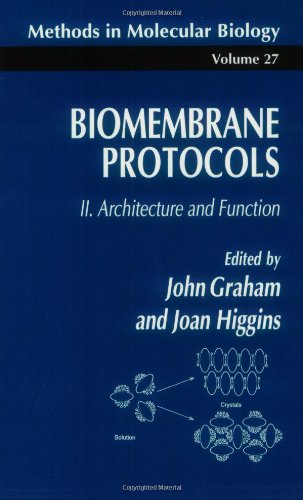 Methods in Molecular Biology
Volume 27
BIOMEMBRANE
PROTOCOLS
II. Architecture and Function
Edited by
John Graham
and Joan Higgins
Crystals
Solution